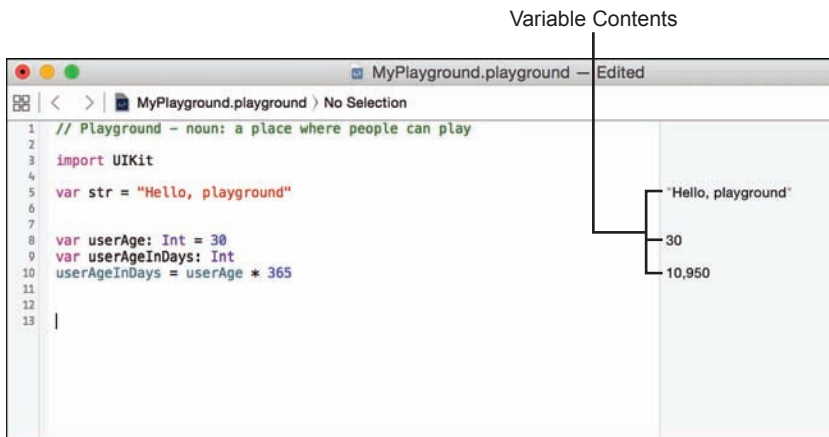 Variable Contents
MyPlayground.playground — Edited
MyPlayground.playground 〉 No Selection
1 // Playground - noun: a place where people can play
2
3 import UIKit
4
5 var str = "Hello, playground" "Hello, playground"
6
7
8 var userAge: Int = 30 30
9 var userAgeInDays: Int
10 userAgeInDays = userAge * 365 10,950
11
12
13